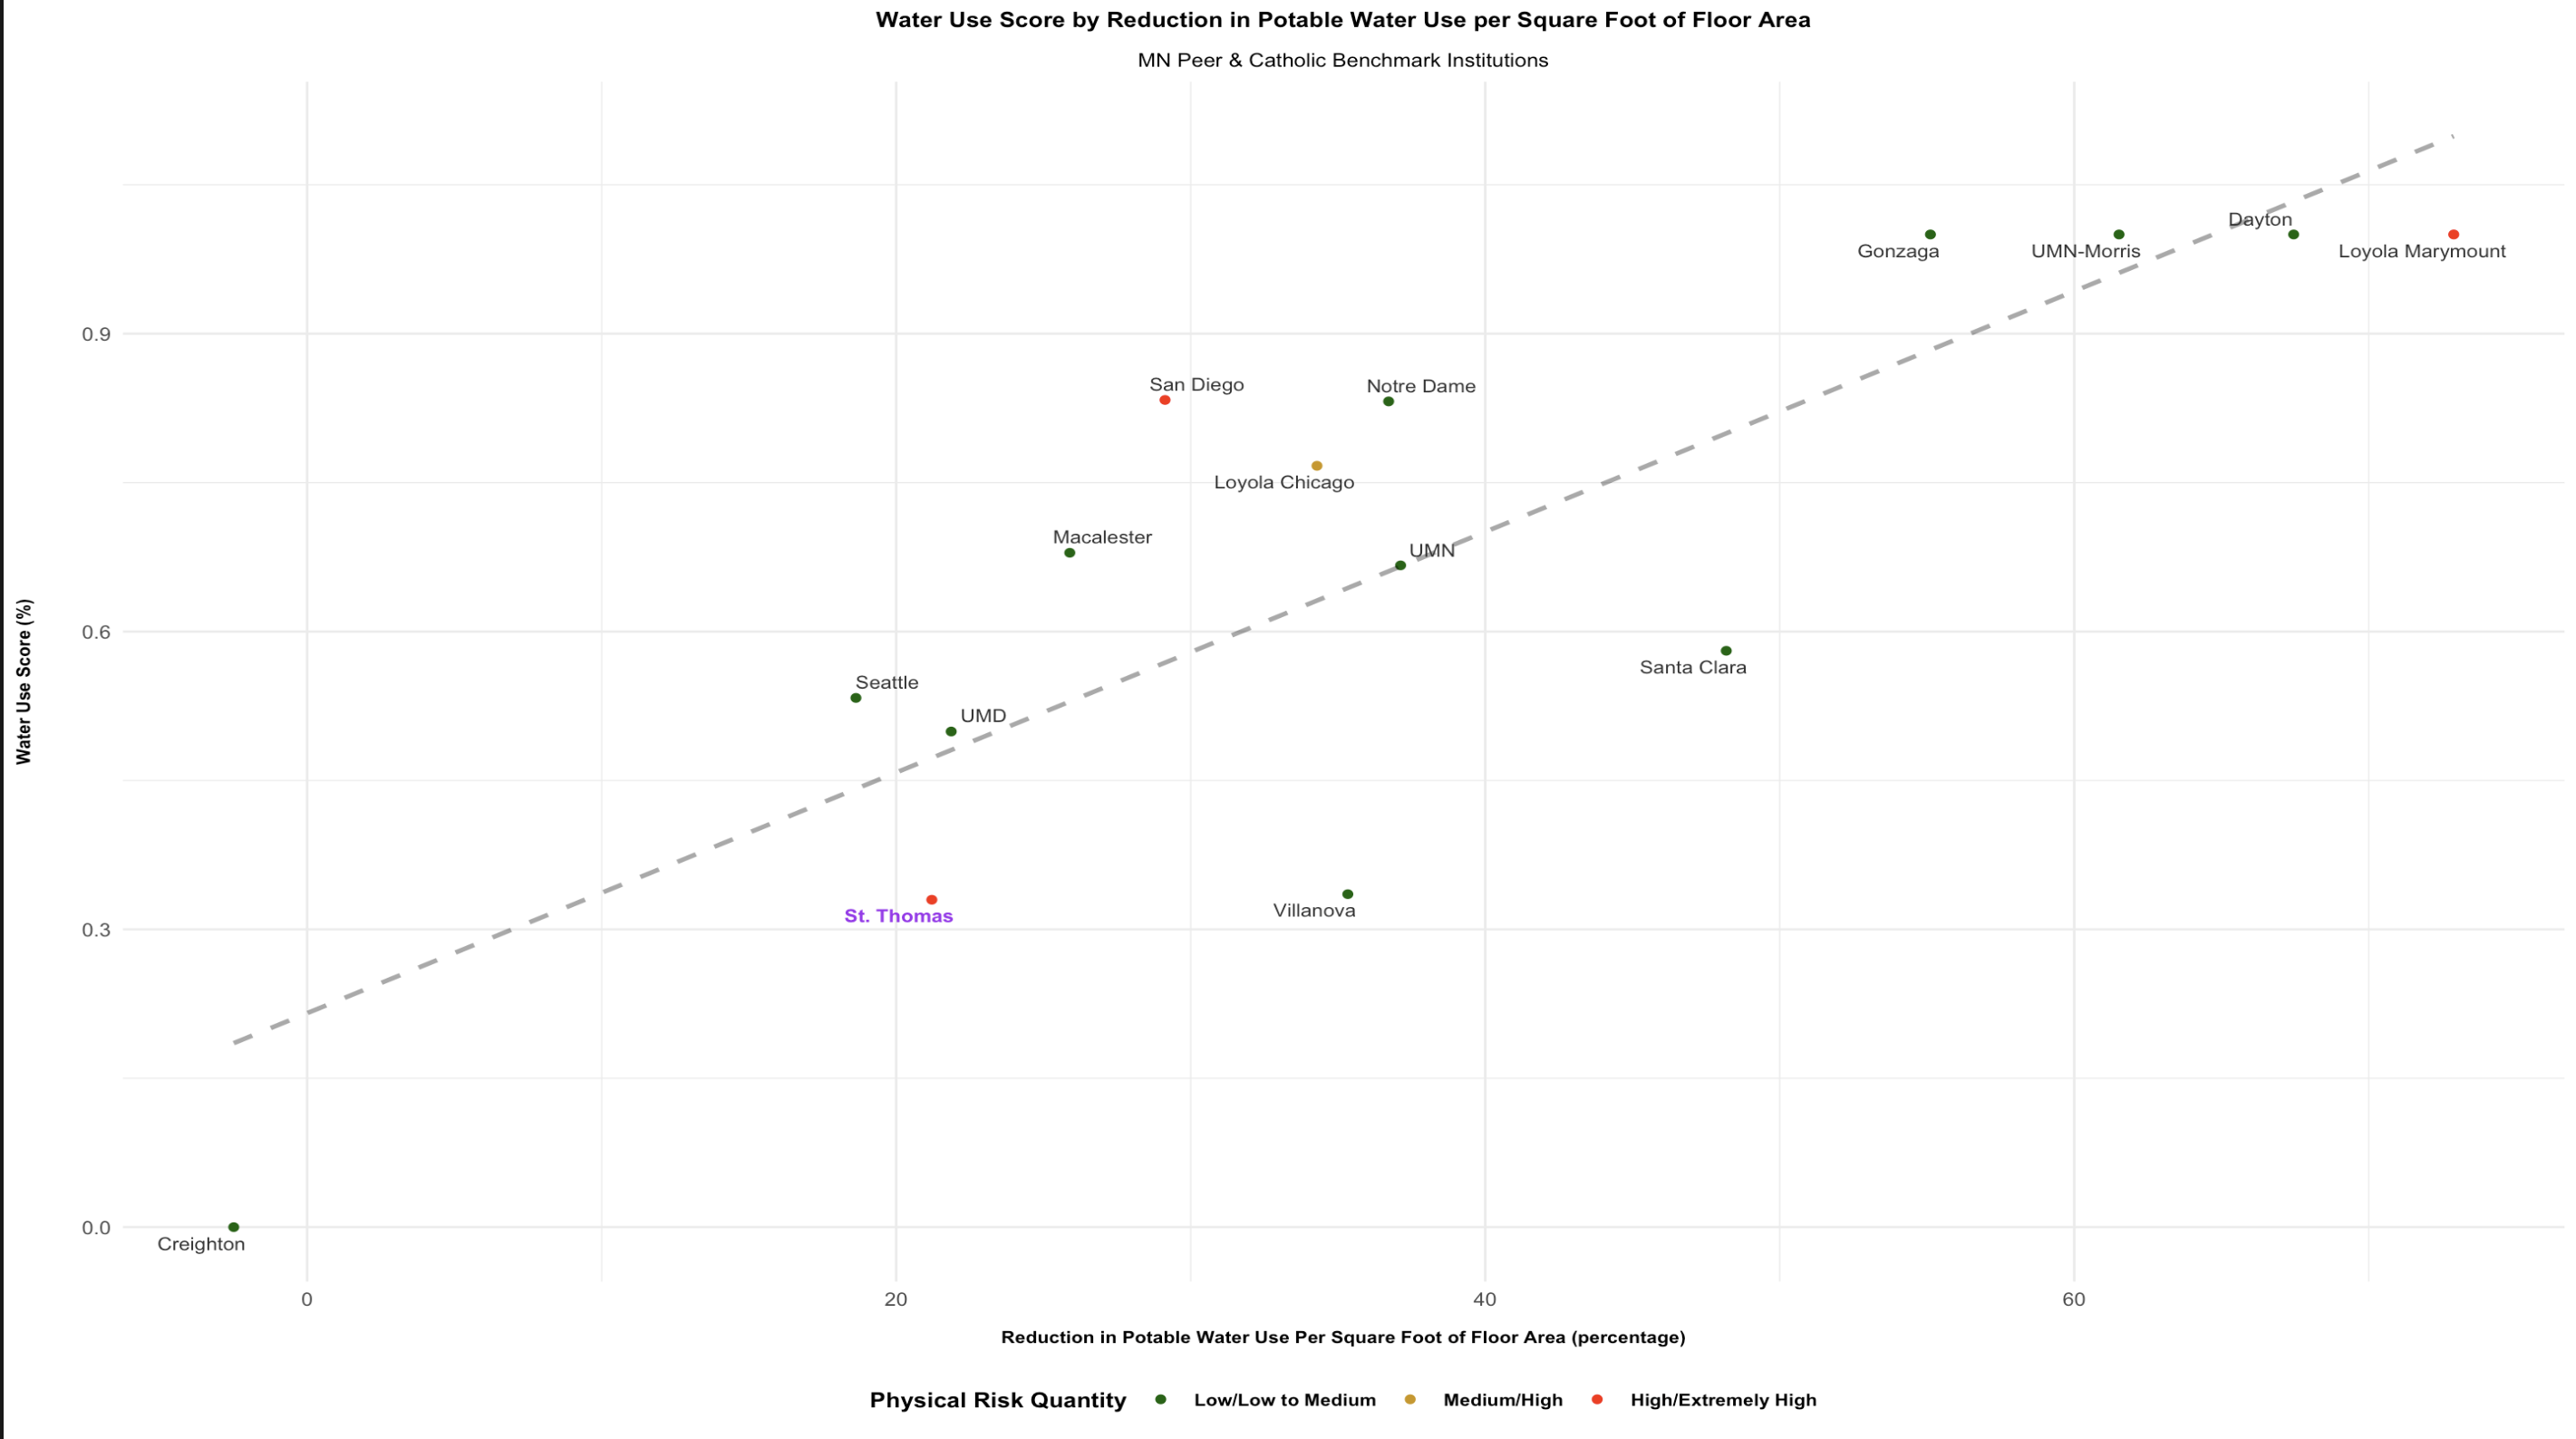 Water Use Score by Reduction in Potable Water Use per Square Foot of Floor Area
MN Peer & Catholic Benchmark Institutions
Dayton
Gonzaga
UMN-Morris
Loyola Marymount
0.9
San Diego
Notre Dame
Loyola Chicago
Macalester
UMN
Water Use Score (%)
0.6
Santa Clara
Seattle
UMD
St. Thomas
Villanova
0.3
0.0
Creighton
0
20
40
60
Reduction in Potable Water Use Per Square Foot of Floor Area (percentage)
Physical Risk Quantity
Low/Low to Medium
Medium/High
High/Extremely High